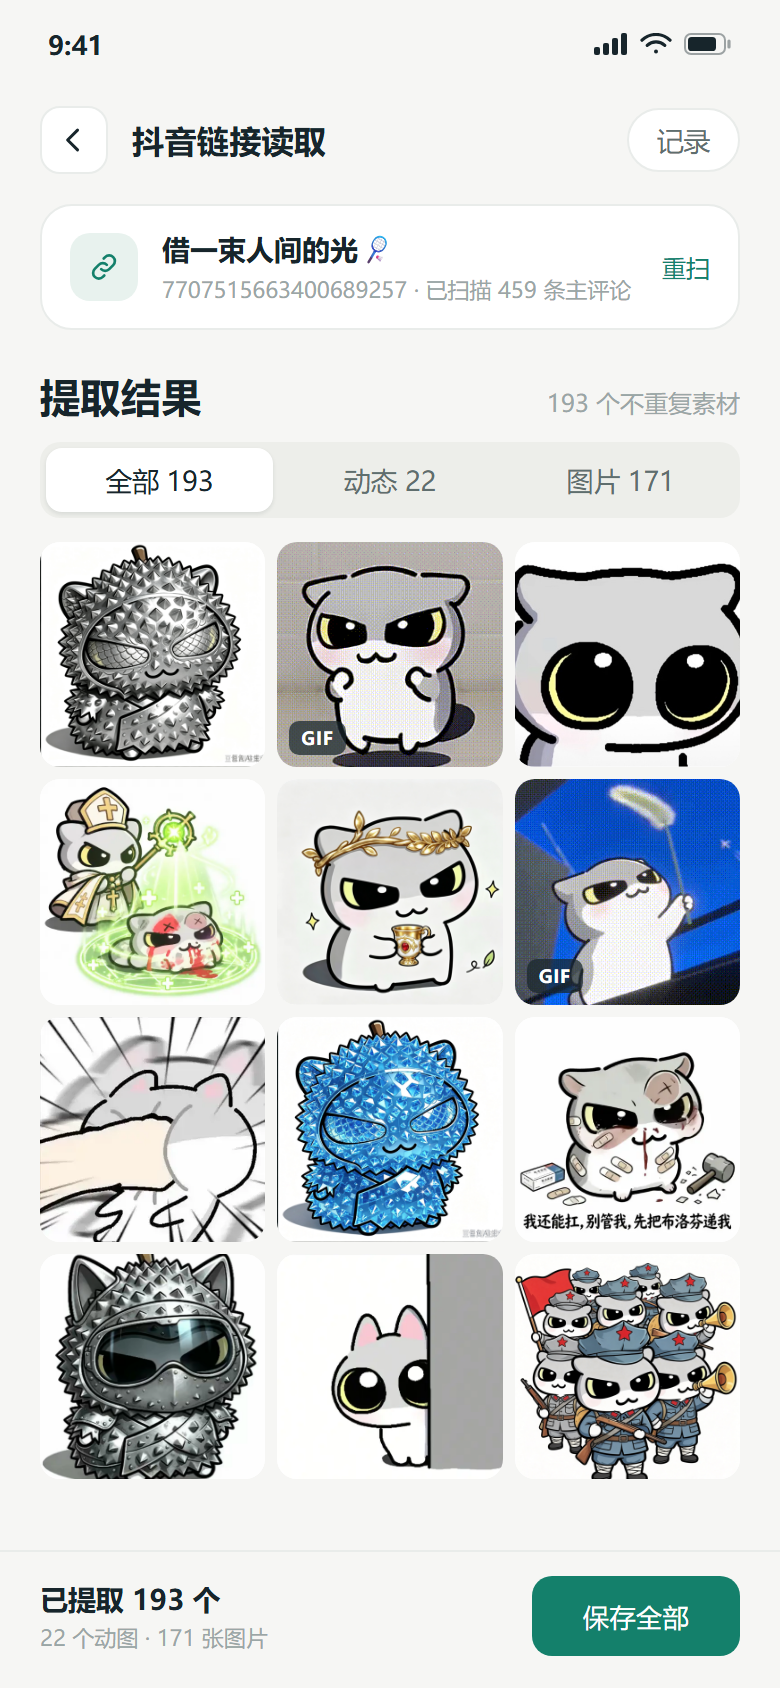 9:41
抖音链接读取
记录
借一束人间的光
7707515663400689257 · 已扫描 459 条主评论
重扫
提取结果
193 个不重复素材
全部 193
动态 22
图片 171
GIF
GIF
我还能扛,别管我,先把布洛芬递我
已提取 193 个
22 个动图 · 171 张图片
保存全部